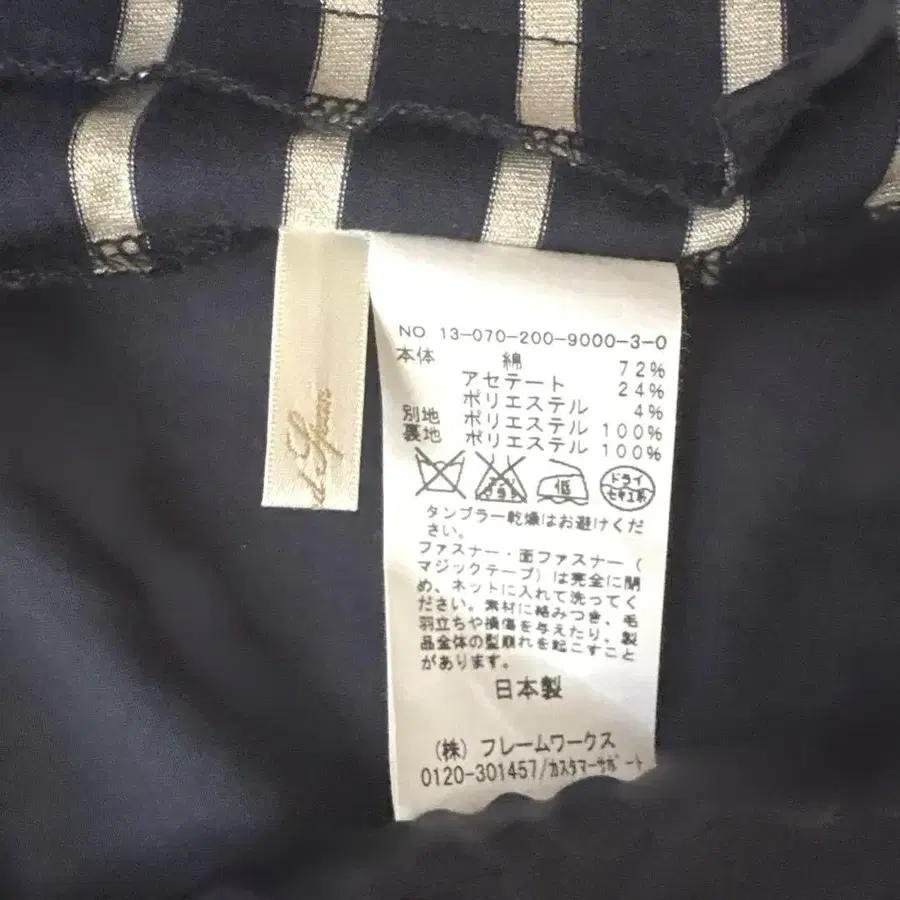 NO. 13-070-200-9000-3-0
本体 綿 72%
アセテート 24%
ポリエステル 4%
別地 ポリエステル 100%
裏地 ポリエステル 100%
低 ドライ セキユ系
タンブラー乾燥はお避けくだ
さい。
ファスナー・面ファスナー(
マジックテープ)は完全に閉
め、ネットに入れて洗ってく
ださい。素材に絡みつき、毛
羽立ちや損傷を与えたり、製
品全体の型崩れを起こすこと
があります。
日本製
(株) フレームワークス
0120-301457/カスタマーサポート